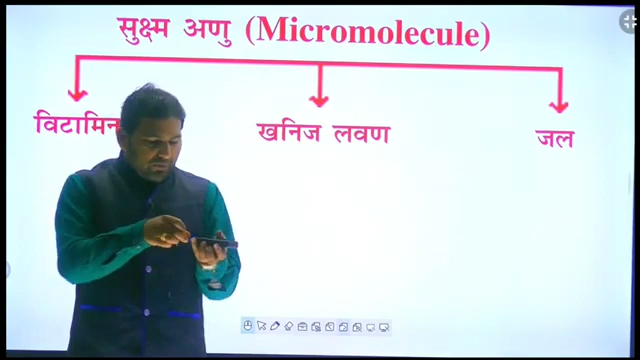 सुक्ष्म अणु (Micromolecule)
विटामिन खनिज लवण जल